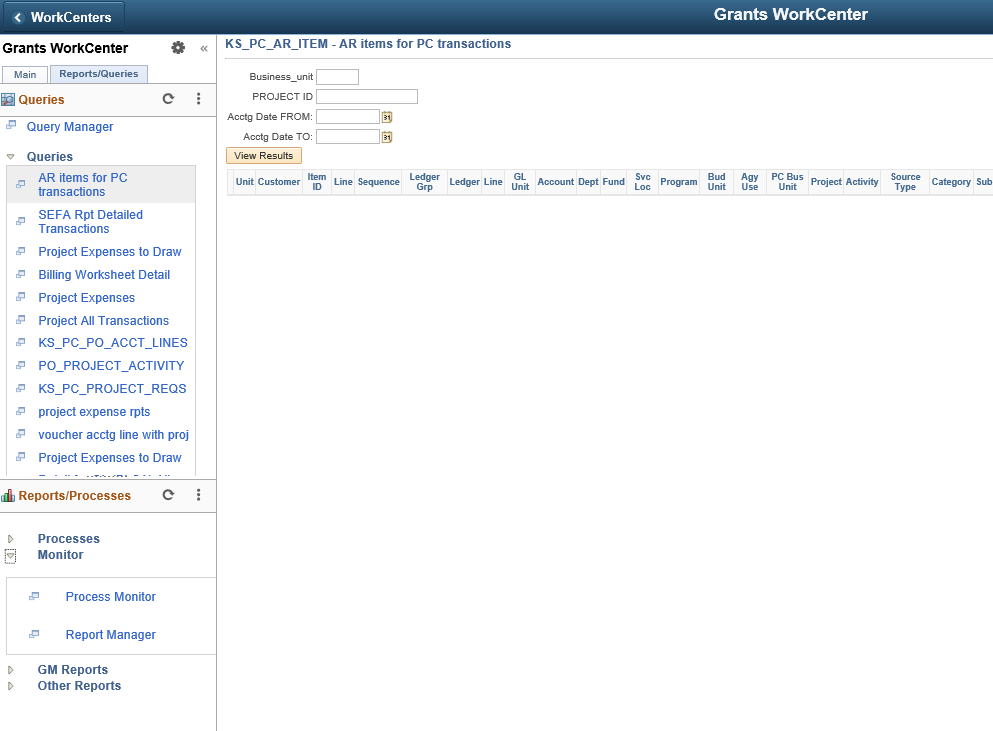 WorkCenters
Grants WorkCenter
Grants WorkCenter
«
Main
Reports/Queries
Queries
Query Manager
Queries
AR items for PC
transactions
SEFA Rpt Detailed
Transactions
Project Expenses to Draw
Billing Worksheet Detail
Project Expenses
Project All Transactions
KS_PC_PO_ACCT_LINES
PO_PROJECT_ACTIVITY
KS_PC_PROJECT_REQS
project expense rpts
voucher acctg line with proj
Project Expenses to Draw
Reports/Processes
Processes
Monitor
Process Monitor
Report Manager
GM Reports
Other Reports
KS_PC_AR_ITEM - AR items for PC transactions
Business_unit
PROJECT ID
Acctg Date FROM:
31
Acctg Date TO:
31
View Results
Unit Customer Item ID Line Sequence Ledger Grp Ledger Line GL Unit Account Dept Fund Svc Loc Program Bud Unit Agy Use PC Bus Unit Project Activity Source Type Category Sub